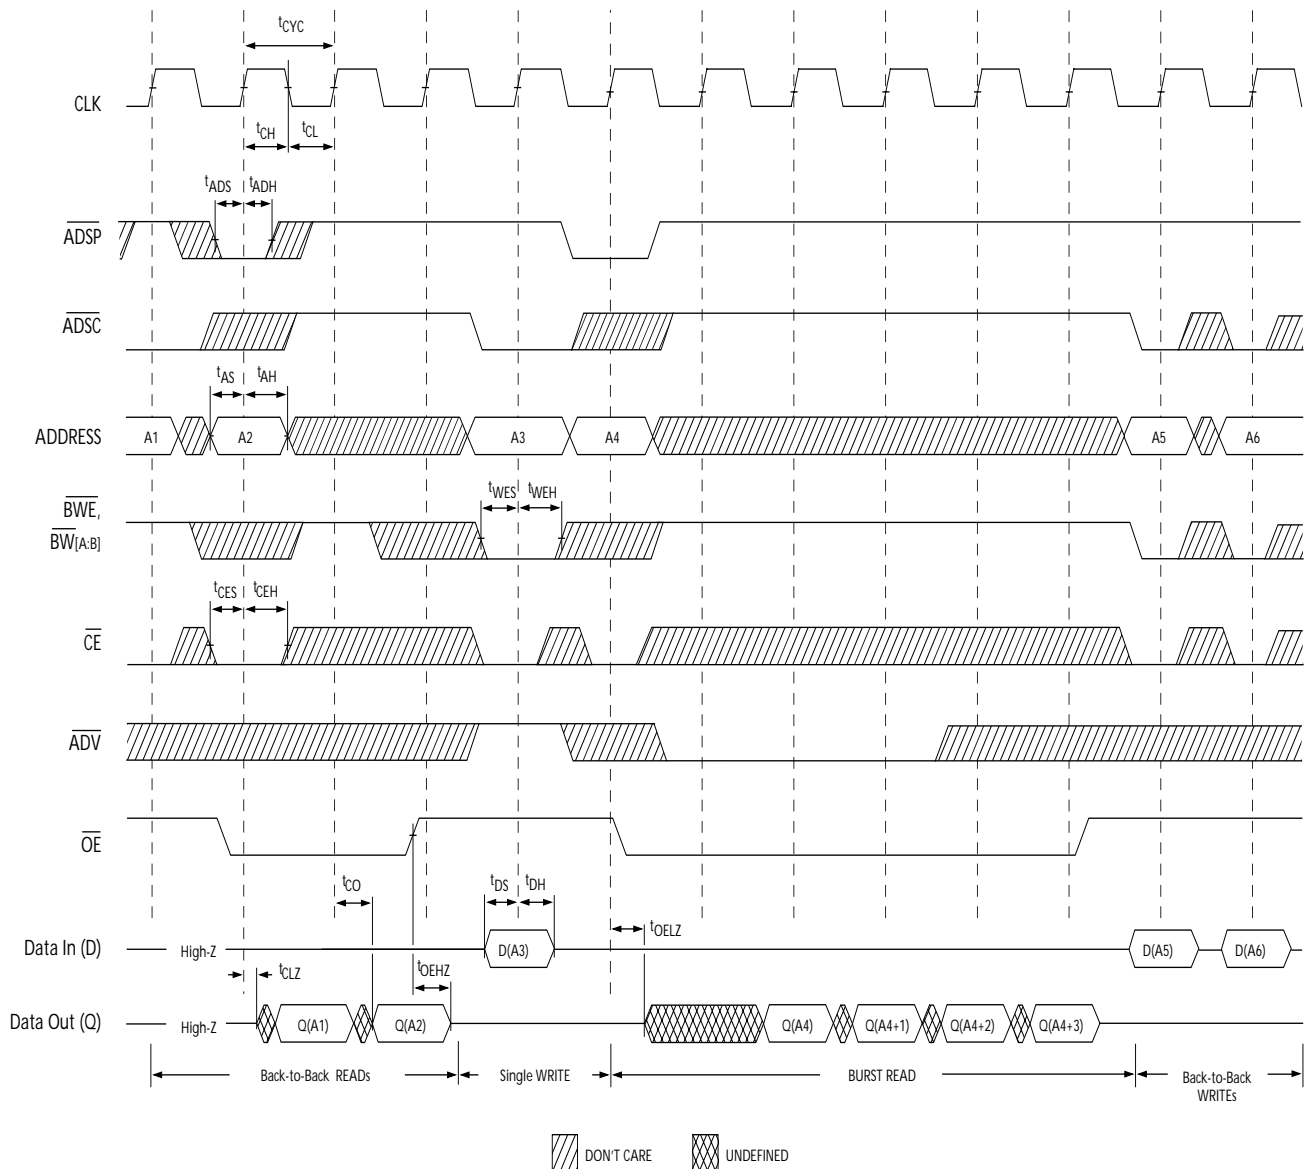 tCYC
CLK
tCH
tCL
tADS
tADH
ADSP
ADSC
tAS
tAH
ADDRESS
A1
A2
A3
A4
A5
A6
tWES
tWEH
BWE,
BW[A:B]
tCES
tCEH
CE
ADV
OE
tCO
tDS
tDH
tOELZ
Data In (D)
High-Z
D(A3)
D(A5)
D(A6)
tCLZ
tOEHZ
Data Out (Q)
High-Z
Q(A1)
Q(A2)
Q(A4)
Q(A4+1)
Q(A4+2)
Q(A4+3)
Back-to-Back READs
Single WRITE
BURST READ
Back-to-Back
WRITEs
DON'T CARE
UNDEFINED